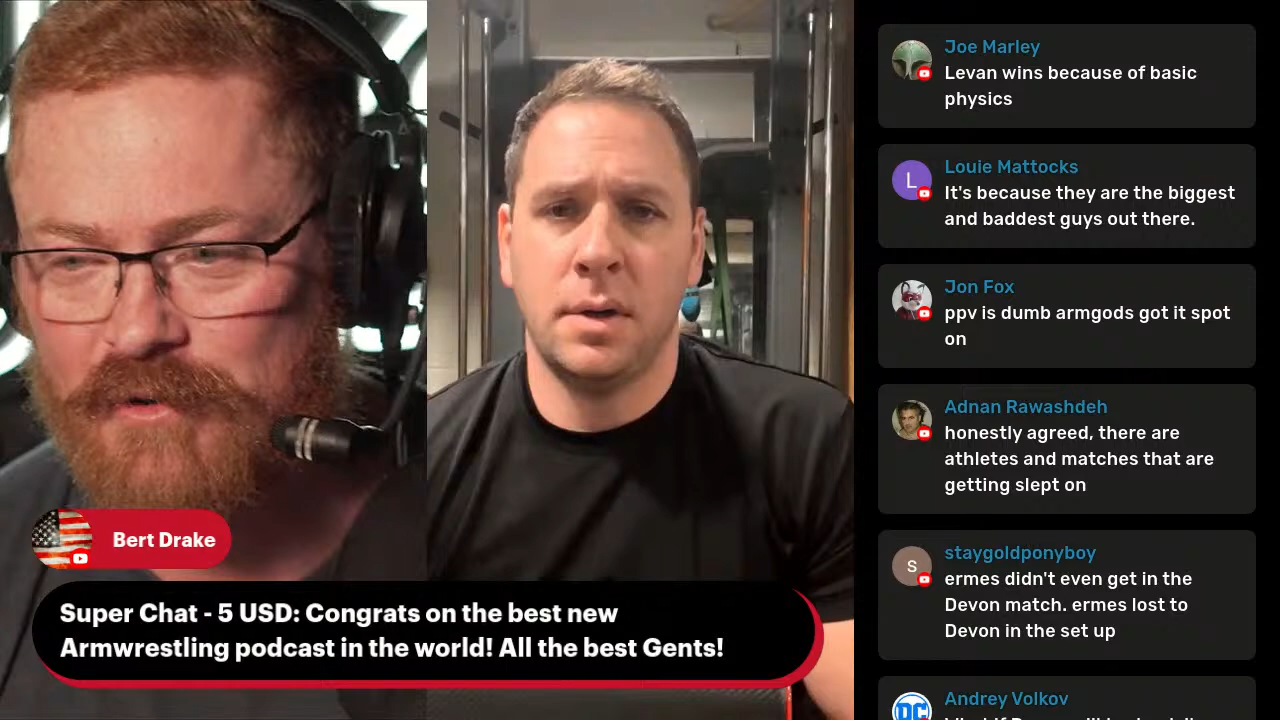 Joe Marley
Levan wins because of basic
physics
Louie Mattocks
It's because they are the biggest
and baddest guys out there.
Jon Fox
ppv is dumb armgods got it spot
on
Adnan Rawashdeh
honestly agreed, there are
athletes and matches that are
getting slept on
staygoldponyboy
ermes didn't even get in the
Devon match. ermes lost to
Devon in the set up
Andrey Volkov
Bert Drake
Super Chat - 5 USD: Congrats on the best new
Armwrestling podcast in the world! All the best Gents!
L
S
DC